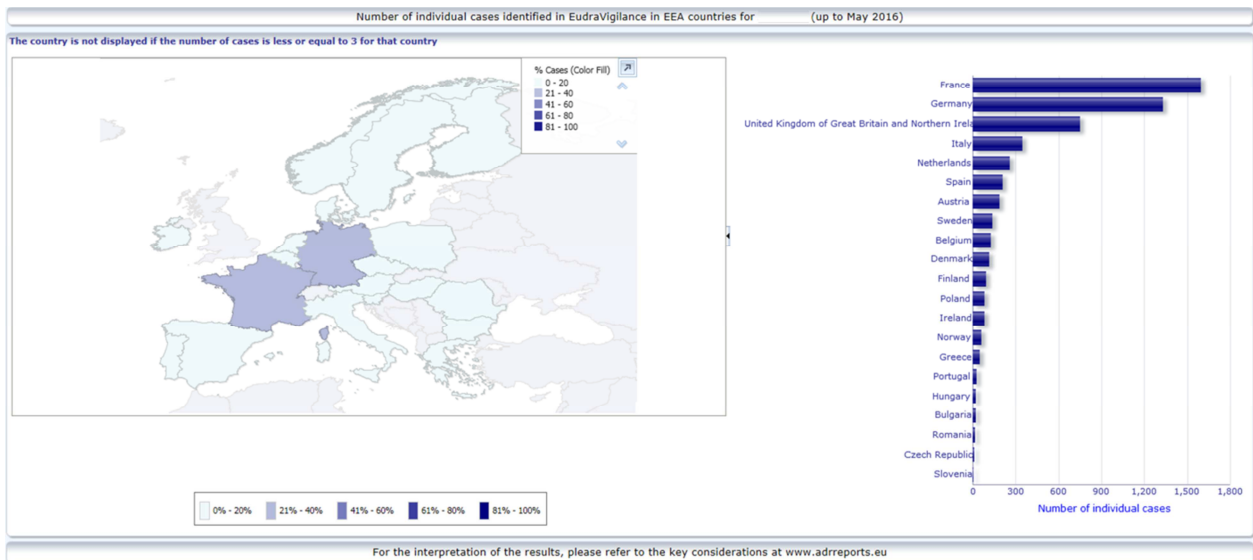 Number of individual cases identified in EudraVigilance in EEA countries for (up to May 2016)
The country is not displayed if the number of cases is less or equal to 3 for that country
% Cases (Color Fill)
0 - 20
21 - 40
41 - 60
61 - 80
81 - 100
0% - 20%
21% - 40%
41% - 60%
61% - 80%
81% - 100%
France
Germany
United Kingdom of Great Britain and Northern Irela
Italy
Netherlands
Spain
Austria
Sweden
Belgium
Denmark
Finland
Poland
Ireland
Norway
Greece
Portugal
Hungary
Bulgaria
Romania
Czech Republic
Slovenia
0 300 600 900 1,200 1,500 1,800
Number of individual cases
For the interpretation of the results, please refer to the key considerations at www.adrreports.eu